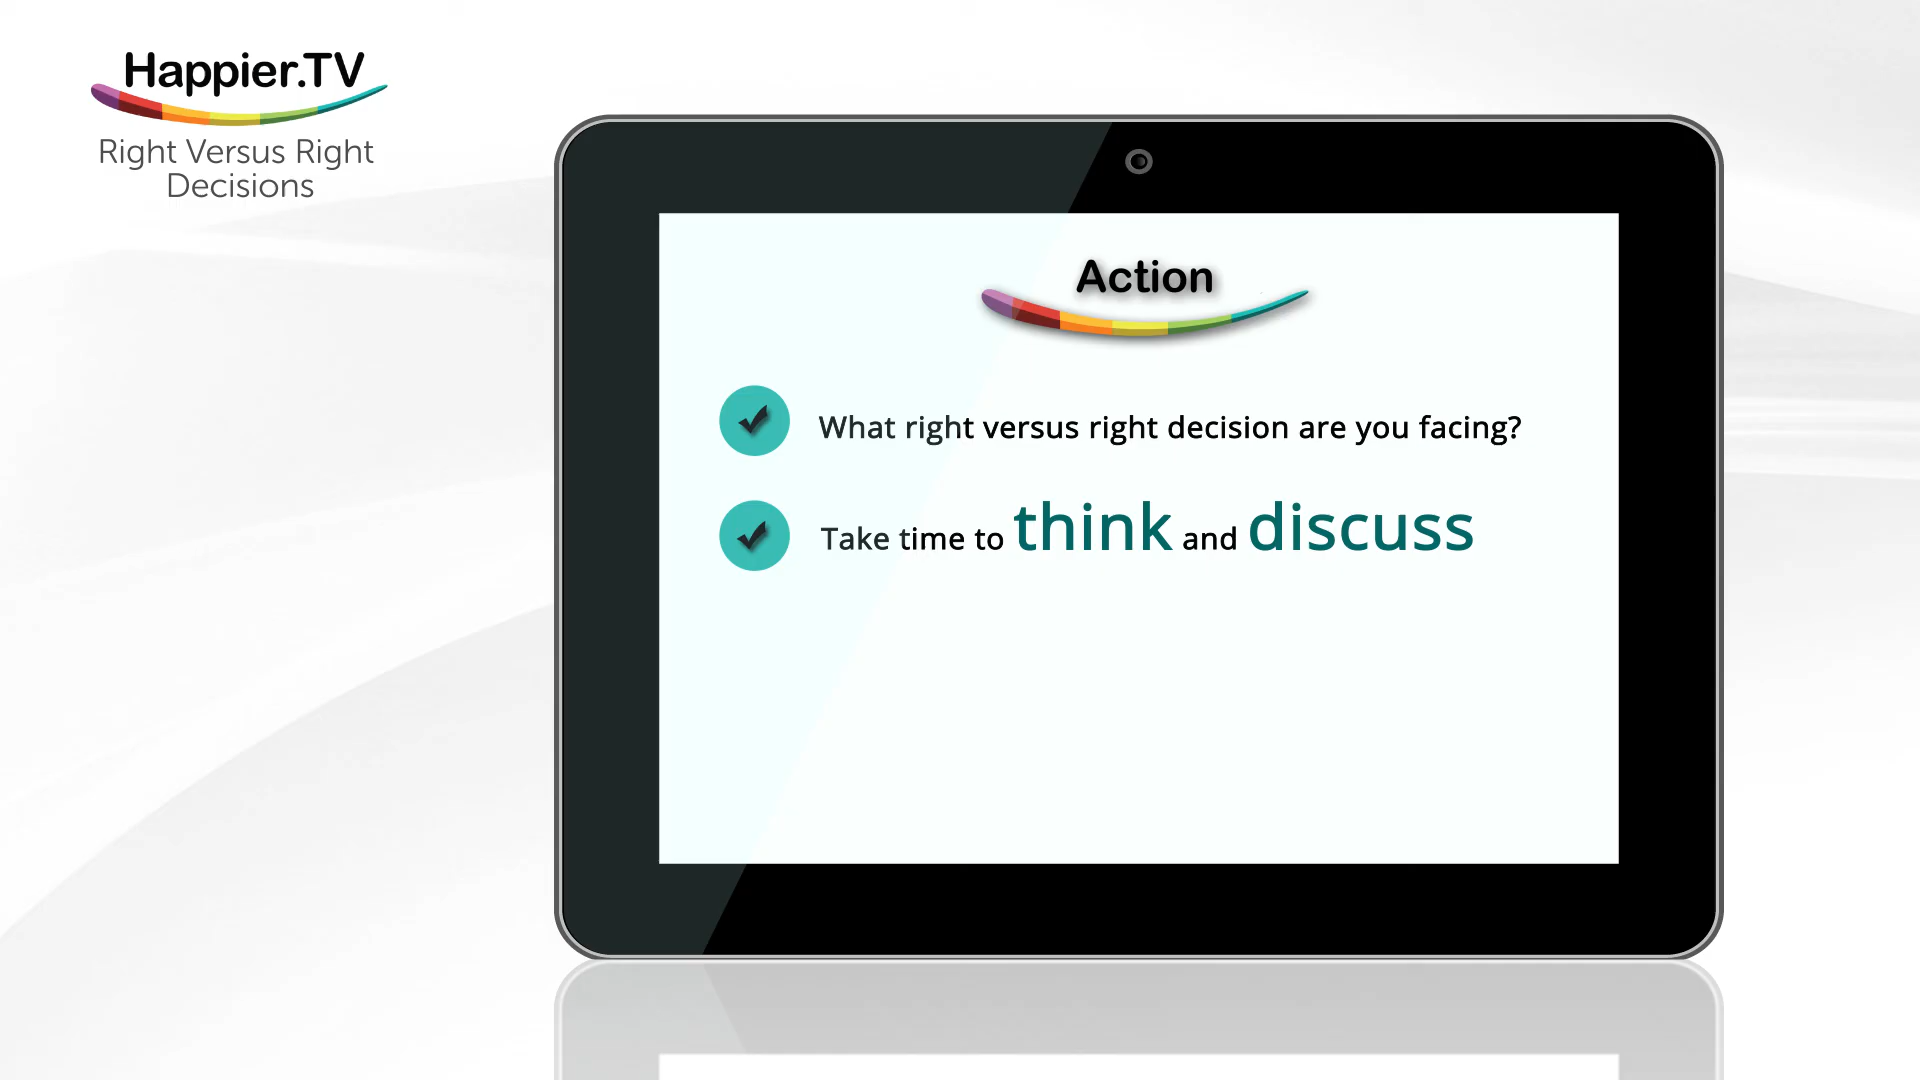 Happier.TV
Right Versus Right
Decisions
Action
What right versus right decision are you facing?
Take time to think and discuss